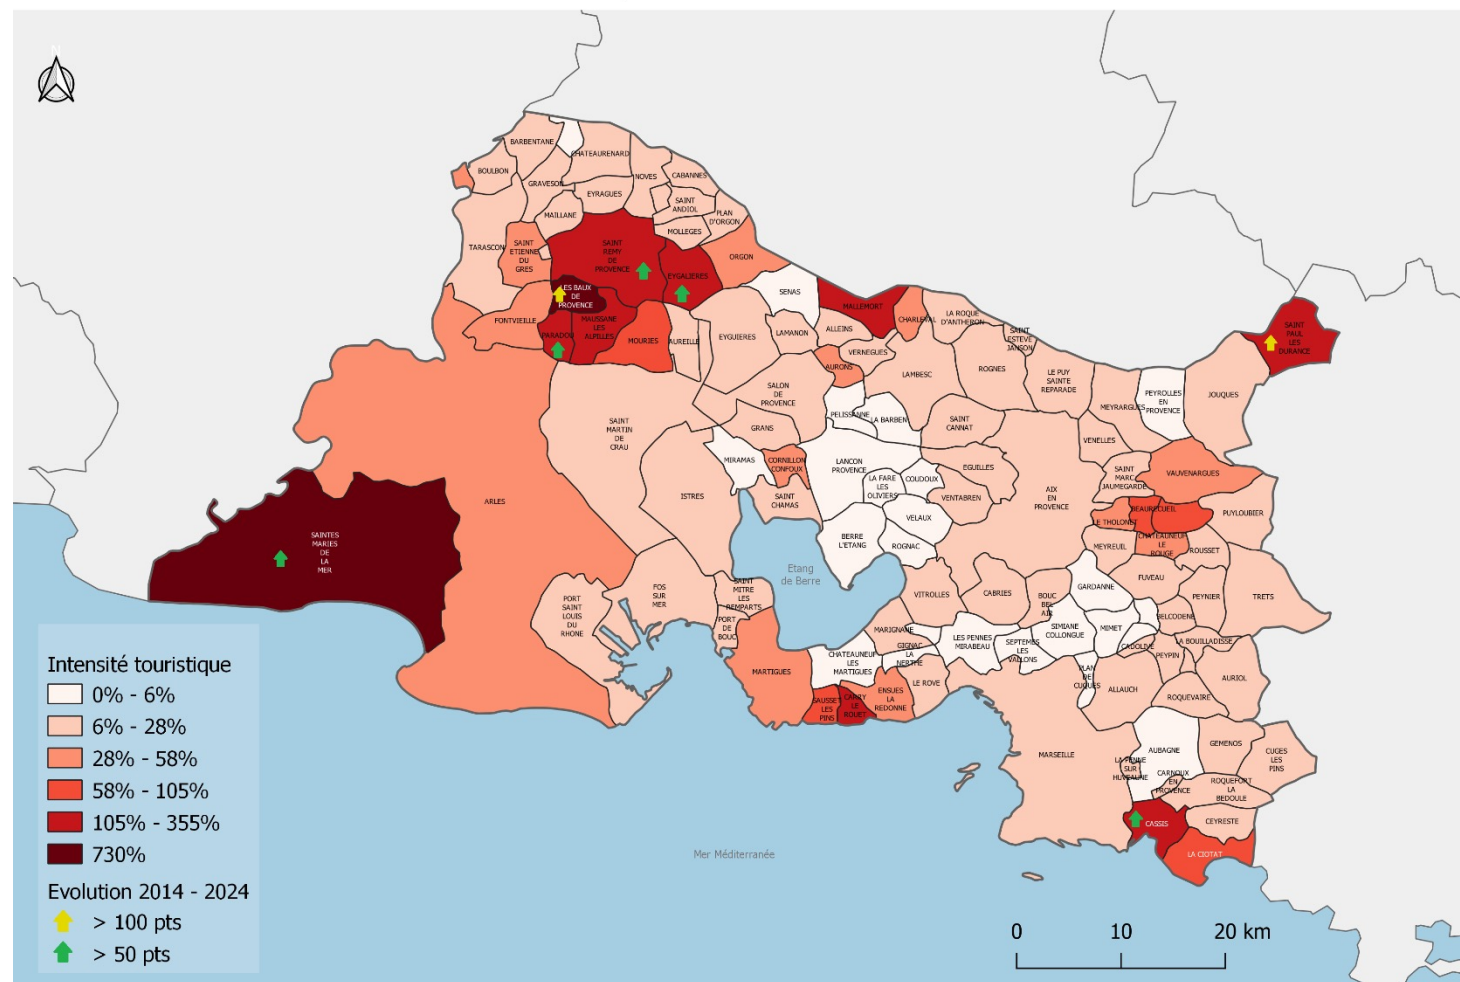 N
BARBENTANE
CHATEAURENARD
BOULBON
GRAVESON
NOVES
CABANNES
EYRAGUES
SAINT
ANDIOL
MAILLANE
PLAN
D'ORGON
MOLLEGES
TARASCON
SAINT
ETIENNE
DU
GRES
SAINT
REMY
DE
PROVENCE
EYGALIERES
ORGON
LES BAUX
DE
PROVENCE
SENAS
MALLEMORT
FONTVIEILLE
PARADOU
MAUSSANE
LES
ALPILLES
MOURIES
AUREILLE
EYGUIERES
LAMANON
ALLEINS
CHARLEVAL
LA ROQUE
D'ANTHERON
SAINT
ESTEVE
JANSON
SAINT
PAUL
LES
DURANCE
VERNEGUES
AURONS
LAMBESC
ROGNES
LE PUY
SAINTE
REPARADE
MEYRARGUES
PEYROLLES
EN
PROVENCE
JOUQUES
SALON
DE
PROVENCE
PELISSANNE
LA BARBEN
SAINT
CANNAT
VENELLES
SAINT
MARTIN
DE
CRAU
GRANS
MIRAMAS
CORNILLON
CONFOUX
LANCON
PROVENCE
EGUILLES
SAINT
MARC
JAUMEGARDE
VAUVENARGUES
ARLES
ISTRES
SAINT
CHAMAS
LA FARE
LES
OLIVIERS
COUDOUX
VENTABREN
AIX
EN
PROVENCE
BEAURECUEIL
LE THOLONET
PUYLOUBIER
SAINTES
MARIES
DE
LA
MER
BERRE
L'ETANG
VELAUX
ROGNAC
MEYREUIL
CHATEAUNEUF
LE
ROUGE
ROUSSET
Etang
de Berre
PORT
SAINT
LOUIS
DU
RHONE
FOS
SUR
MER
SAINT
MITRE
LES
REMPARTS
PORT
DE
BOUC
VITROLLES
CABRIES
BOUC
BEL
AIR
GARDANNE
FUVEAU
PEYNIER
TRETS
MARTIGUES
MARIGNANE
GIGNAC
LA
NERTHE
CHATEAUNEUF
LES
MARTIGUES
LES PENNES
MIRABEAU
SEPTEMES
LES
VALLONS
SIMIANE
COLLONGUE
MIMET
BELCODENE
CADOLIVE
LA BOUILLADISSE
PEYPIN
SAUSSET
LES
PINS
CARRY
LE
ROUET
ENSUES
LA
REDONNE
LE ROVE
PLAN
DE
CUQUES
ALLAUCH
ROQUEVAIRE
AURIOL
MARSEILLE
AUBAGNE
LA PENNE
SUR
HUVEAUNE
CARNOUX
EN
PROVENCE
GEMENOS
CUGES
LES
PINS
ROQUEFORT
LA
BEDOULE
CASSIS
CEYRESTE
LA CIOTAT
Mer Méditerranée
Intensité touristique
0% - 6%
6% - 28%
28% - 58%
58% - 105%
105% - 355%
730%
Evolution 2014 - 2024
> 100 pts
> 50 pts
0 10 20 km